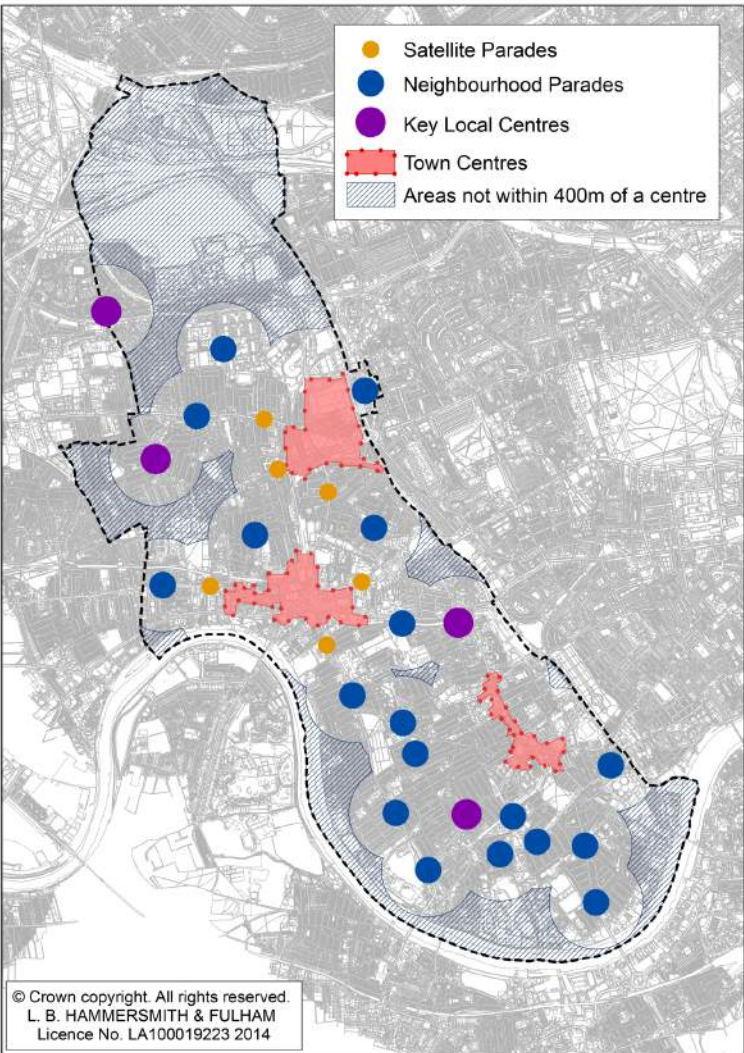 Satellite Parades
Neighbourhood Parades
Key Local Centres
Town Centres
Areas not within 400m of a centre
© Crown copyright. All rights reserved.
L. B. HAMMERSMITH & FULHAM
Licence No. LA100019223 2014